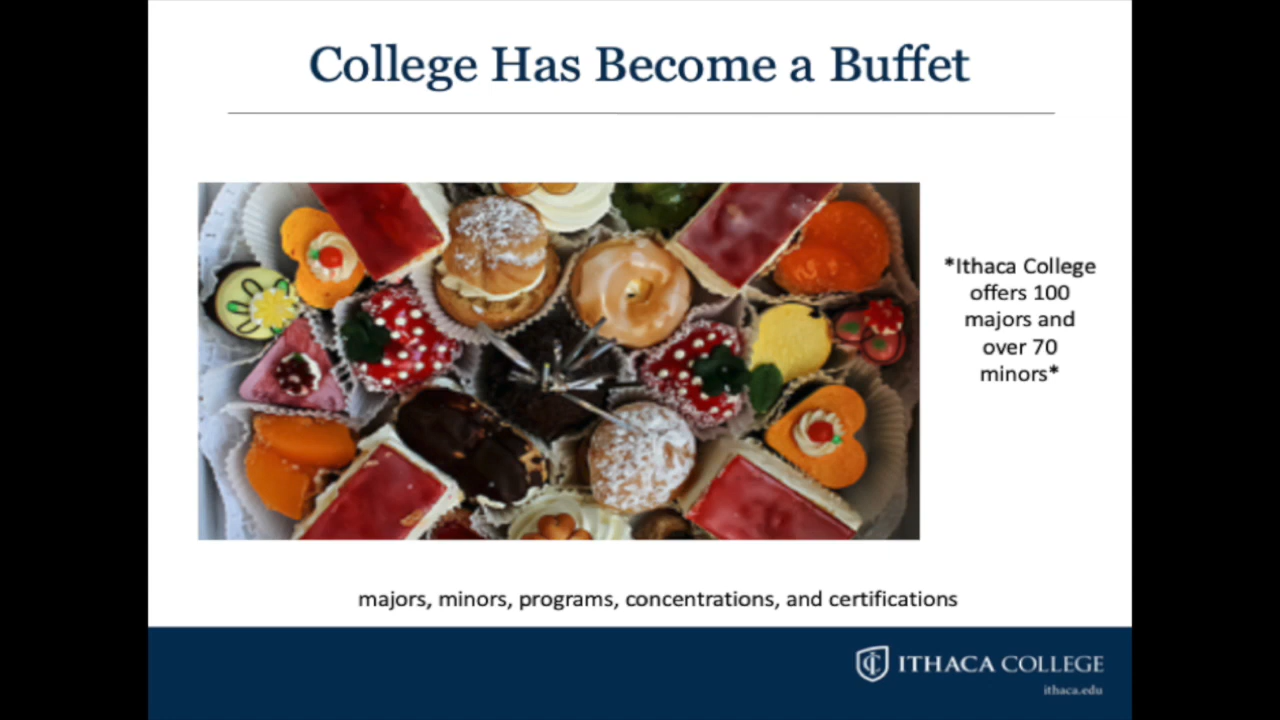 College Has Become a Buffet
*Ithaca College
offers 100
majors and
over 70
minors*
majors, minors, programs, concentrations, and certifications
ITHACA COLLEGE
ithaca.edu